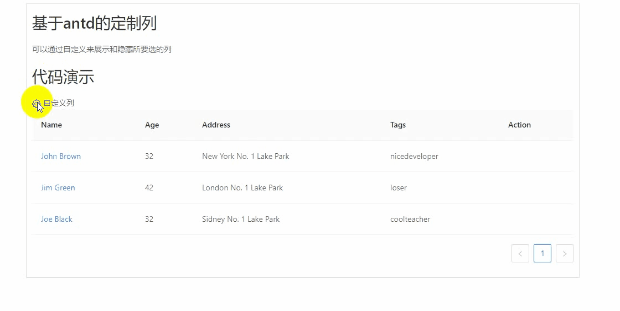 基于antd的定制列
可以通过自定义来展示和隐藏所要选的列
代码演示
自定义列
Name Age Address Tags Action
John Brown 32 New York No. 1 Lake Park nicedeveloper
Jim Green 42 London No. 1 Lake Park loser
Joe Black 32 Sidney No. 1 Lake Park coolteacher
< 1 >